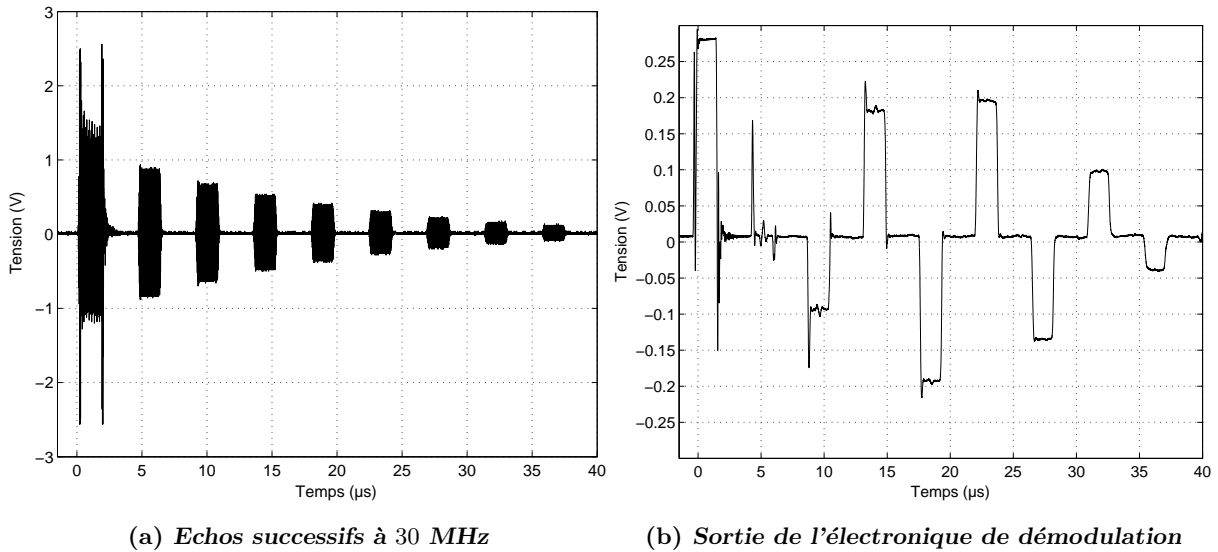 3
2
1
0
−1
−2
−3
Tension (V)
0 5 10 15 20 25 30 35 40
Temps (µs)
(a) Echos successifs à 30 MHz
0.25
0.2
0.15
0.1
0.05
0
−0.05
−0.1
−0.15
−0.2
−0.25
Tension (V)
0 5 10 15 20 25 30 35 40
Temps (µs)
(b) Sortie de l'électronique de démodulation